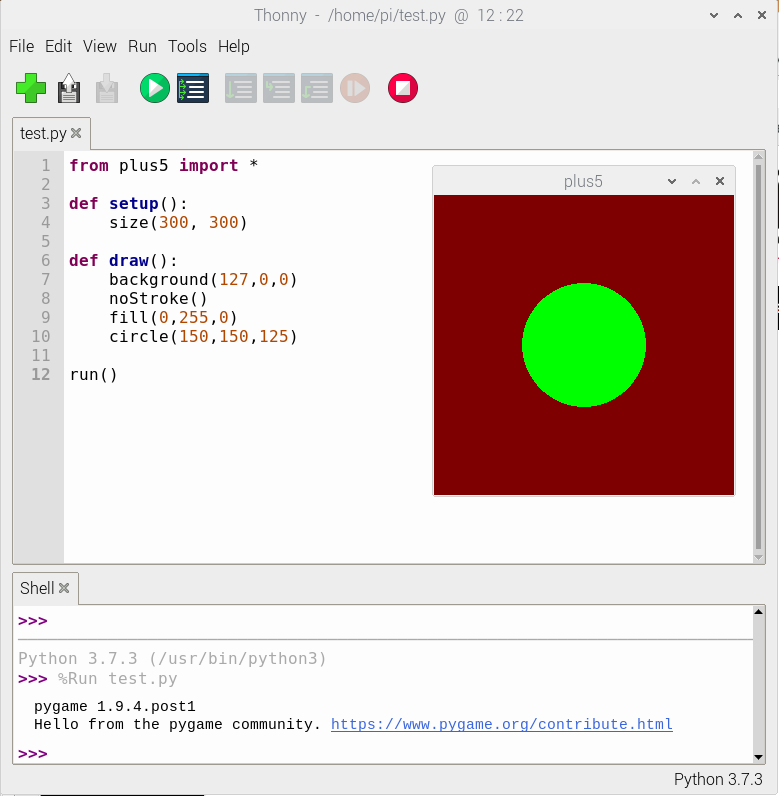 Thonny - /home/pi/test.py @ 12 : 22
File Edit View Run Tools Help
test.py
1 from plus5 import *
2
3 def setup():
4     size(300, 300)
5
6 def draw():
7     background(127,0,0)
8     noStroke()
9     fill(0,255,0)
10     circle(150,150,125)
11
12 run()
plus5
Shell
>>>
Python 3.7.3 (/usr/bin/python3)
>>> %Run test.py
pygame 1.9.4.post1
Hello from the pygame community. https://www.pygame.org/contribute.html
>>>
Python 3.7.3